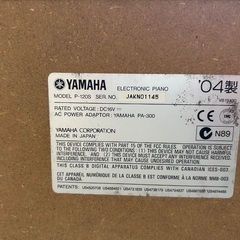 YAMAHA
ELECTRONIC PIANO
'04製
MODEL P-120S
SERIAL No. JAKN01145
RATED VOLTAGE: DC16V
AC POWER ADAPTOR: YAMAHA PA-300
YAMAHA CORPORATION
MADE IN JAPAN
N89
THIS DEVICE COMPLIES WITH PART 15 OF THE FCC RULES. OPERATION IS SUBJECT TO THE FOLLOWING TWO CONDITIONS: (1) THIS DEVICE MAY NOT CAUSE HARMFUL INTERFERENCE, AND (2) THIS DEVICE MUST ACCEPT ANY INTERFERENCE RECEIVED, INCLUDING INTERFERENCE THAT MAY CAUSE UNDESIRED OPERATION.
THIS CLASS B DIGITAL APPARATUS COMPLIES WITH CANADIAN ICES-003.
CET APPAREIL NUMERIQUE DE LA CLASSE B EST CONFORME A LA NORME NMB-003 DU CANADA.